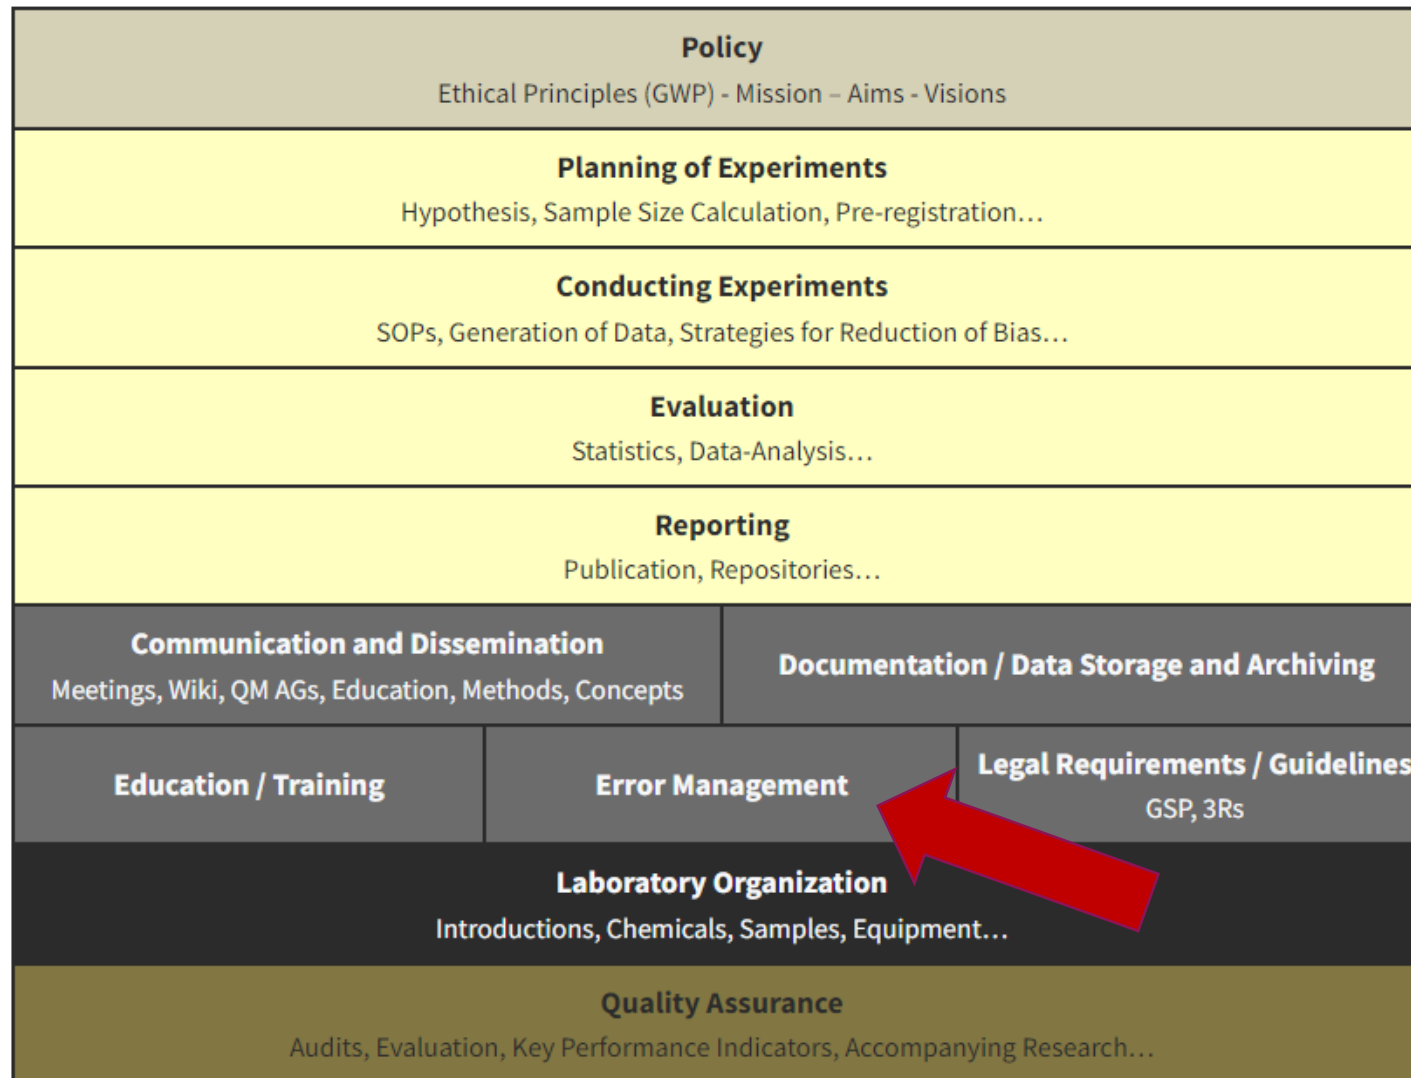 Policy
Ethical Principles (GWP) - Mission – Aims - Visions
Planning of Experiments
Hypothesis, Sample Size Calculation, Pre-registration…
Conducting Experiments
SOPs, Generation of Data, Strategies for Reduction of Bias…
Evaluation
Statistics, Data-Analysis…
Reporting
Publication, Repositories…
Communication and Dissemination
Meetings, Wiki, QM AGs, Education, Methods, Concepts
Documentation / Data Storage and Archiving
Education / Training
Error Management
Legal Requirements / Guidelines
GSP, 3Rs
Laboratory Organization
Introductions, Chemicals, Samples, Equipment…
Quality Assurance
Audits, Evaluation, Key Performance Indicators, Accompanying Research…